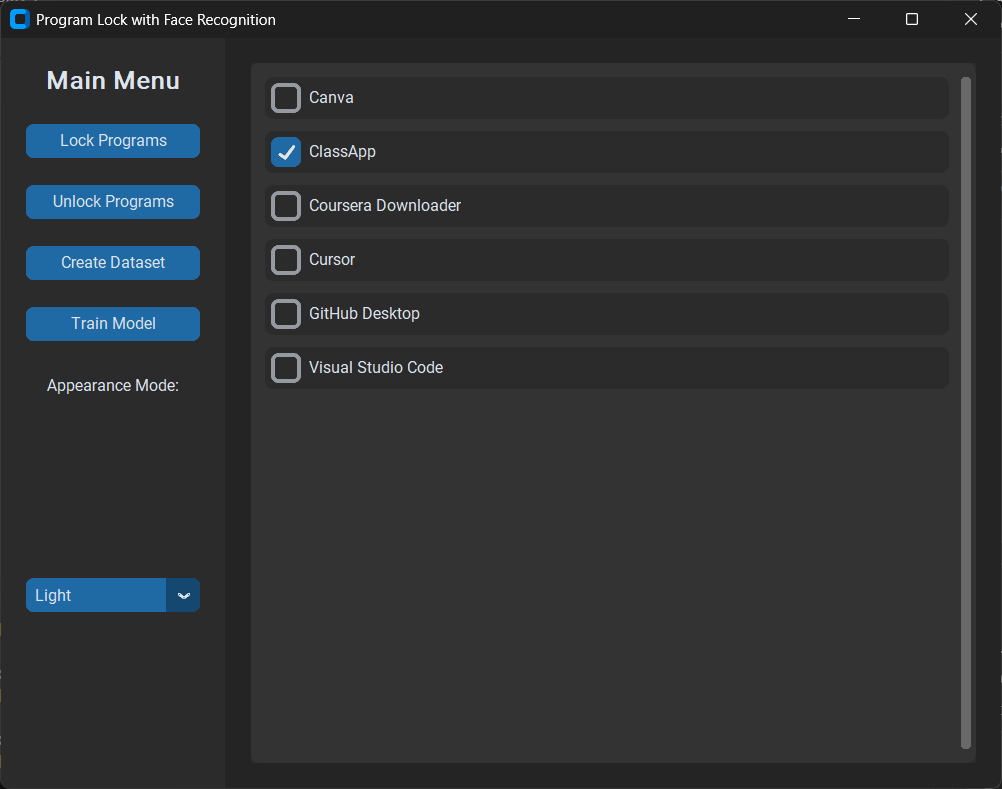 Program Lock with Face Recognition
Main Menu
Lock Programs
Unlock Programs
Create Dataset
Train Model
Appearance Mode:
Light
Canva
ClassApp
Coursera Downloader
Cursor
GitHub Desktop
Visual Studio Code